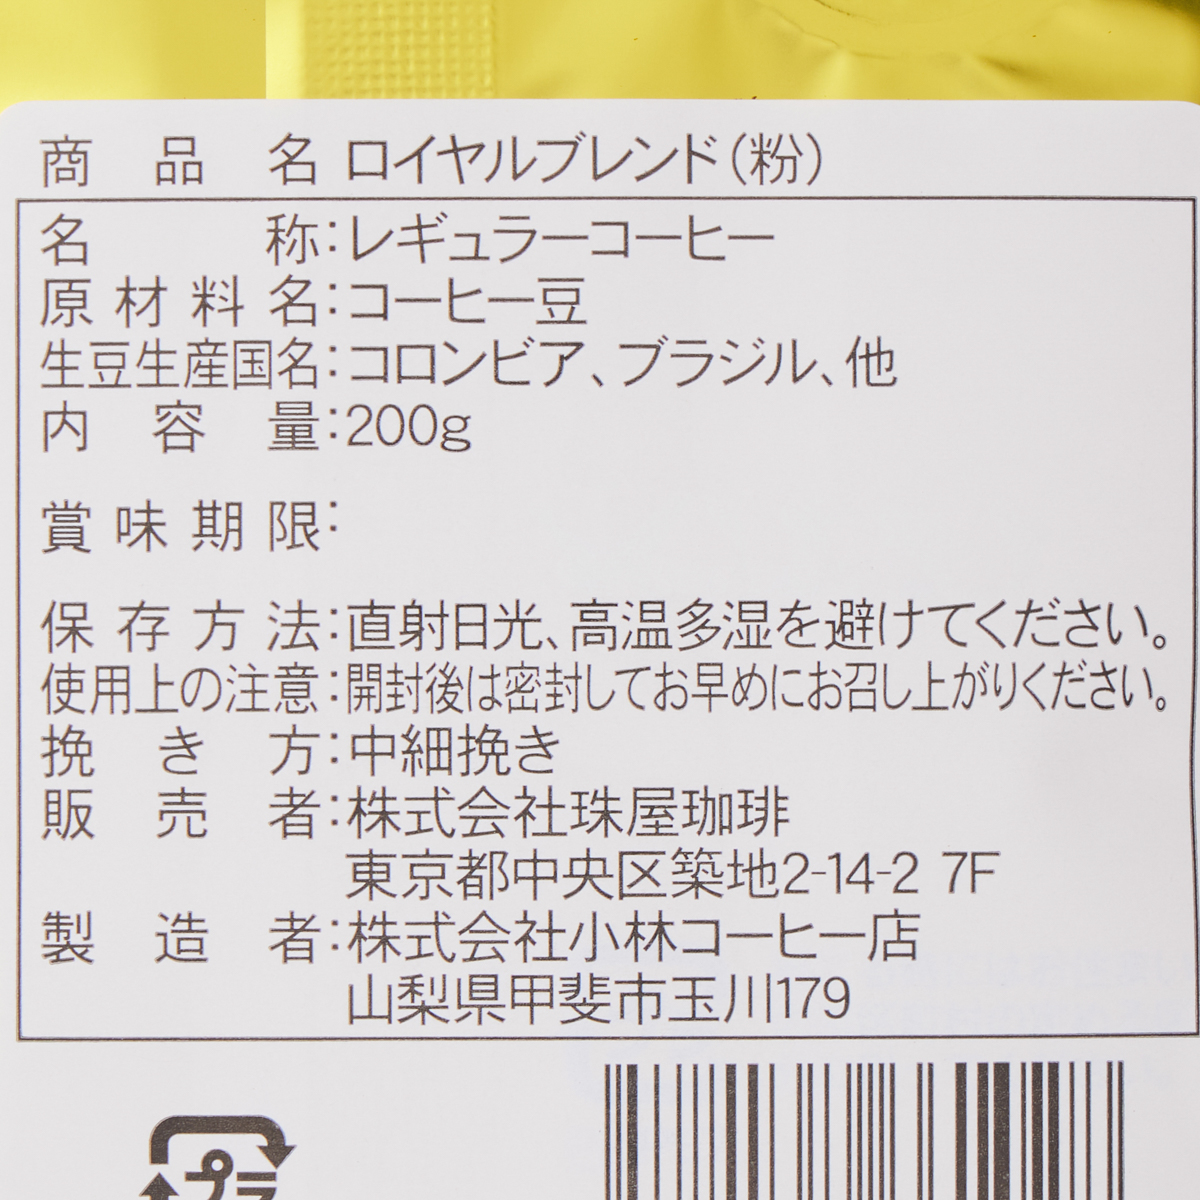 商品名 ロイヤルブレンド（粉）
名称：レギュラーコーヒー
原材料名：コーヒー豆
生豆生産国名：コロンビア、ブラジル、他
内容量：200g
賞味期限：
保存方法：直射日光、高温多湿を避けてください。
使用上の注意：開封後は密封してお早めにお召し上がりください。
挽き方：中細挽き
販売者：株式会社珠屋珈琲
東京都中央区築地2-14-2 7F
製造者：株式会社小林コーヒー店
山梨県甲斐市玉川179
プラ